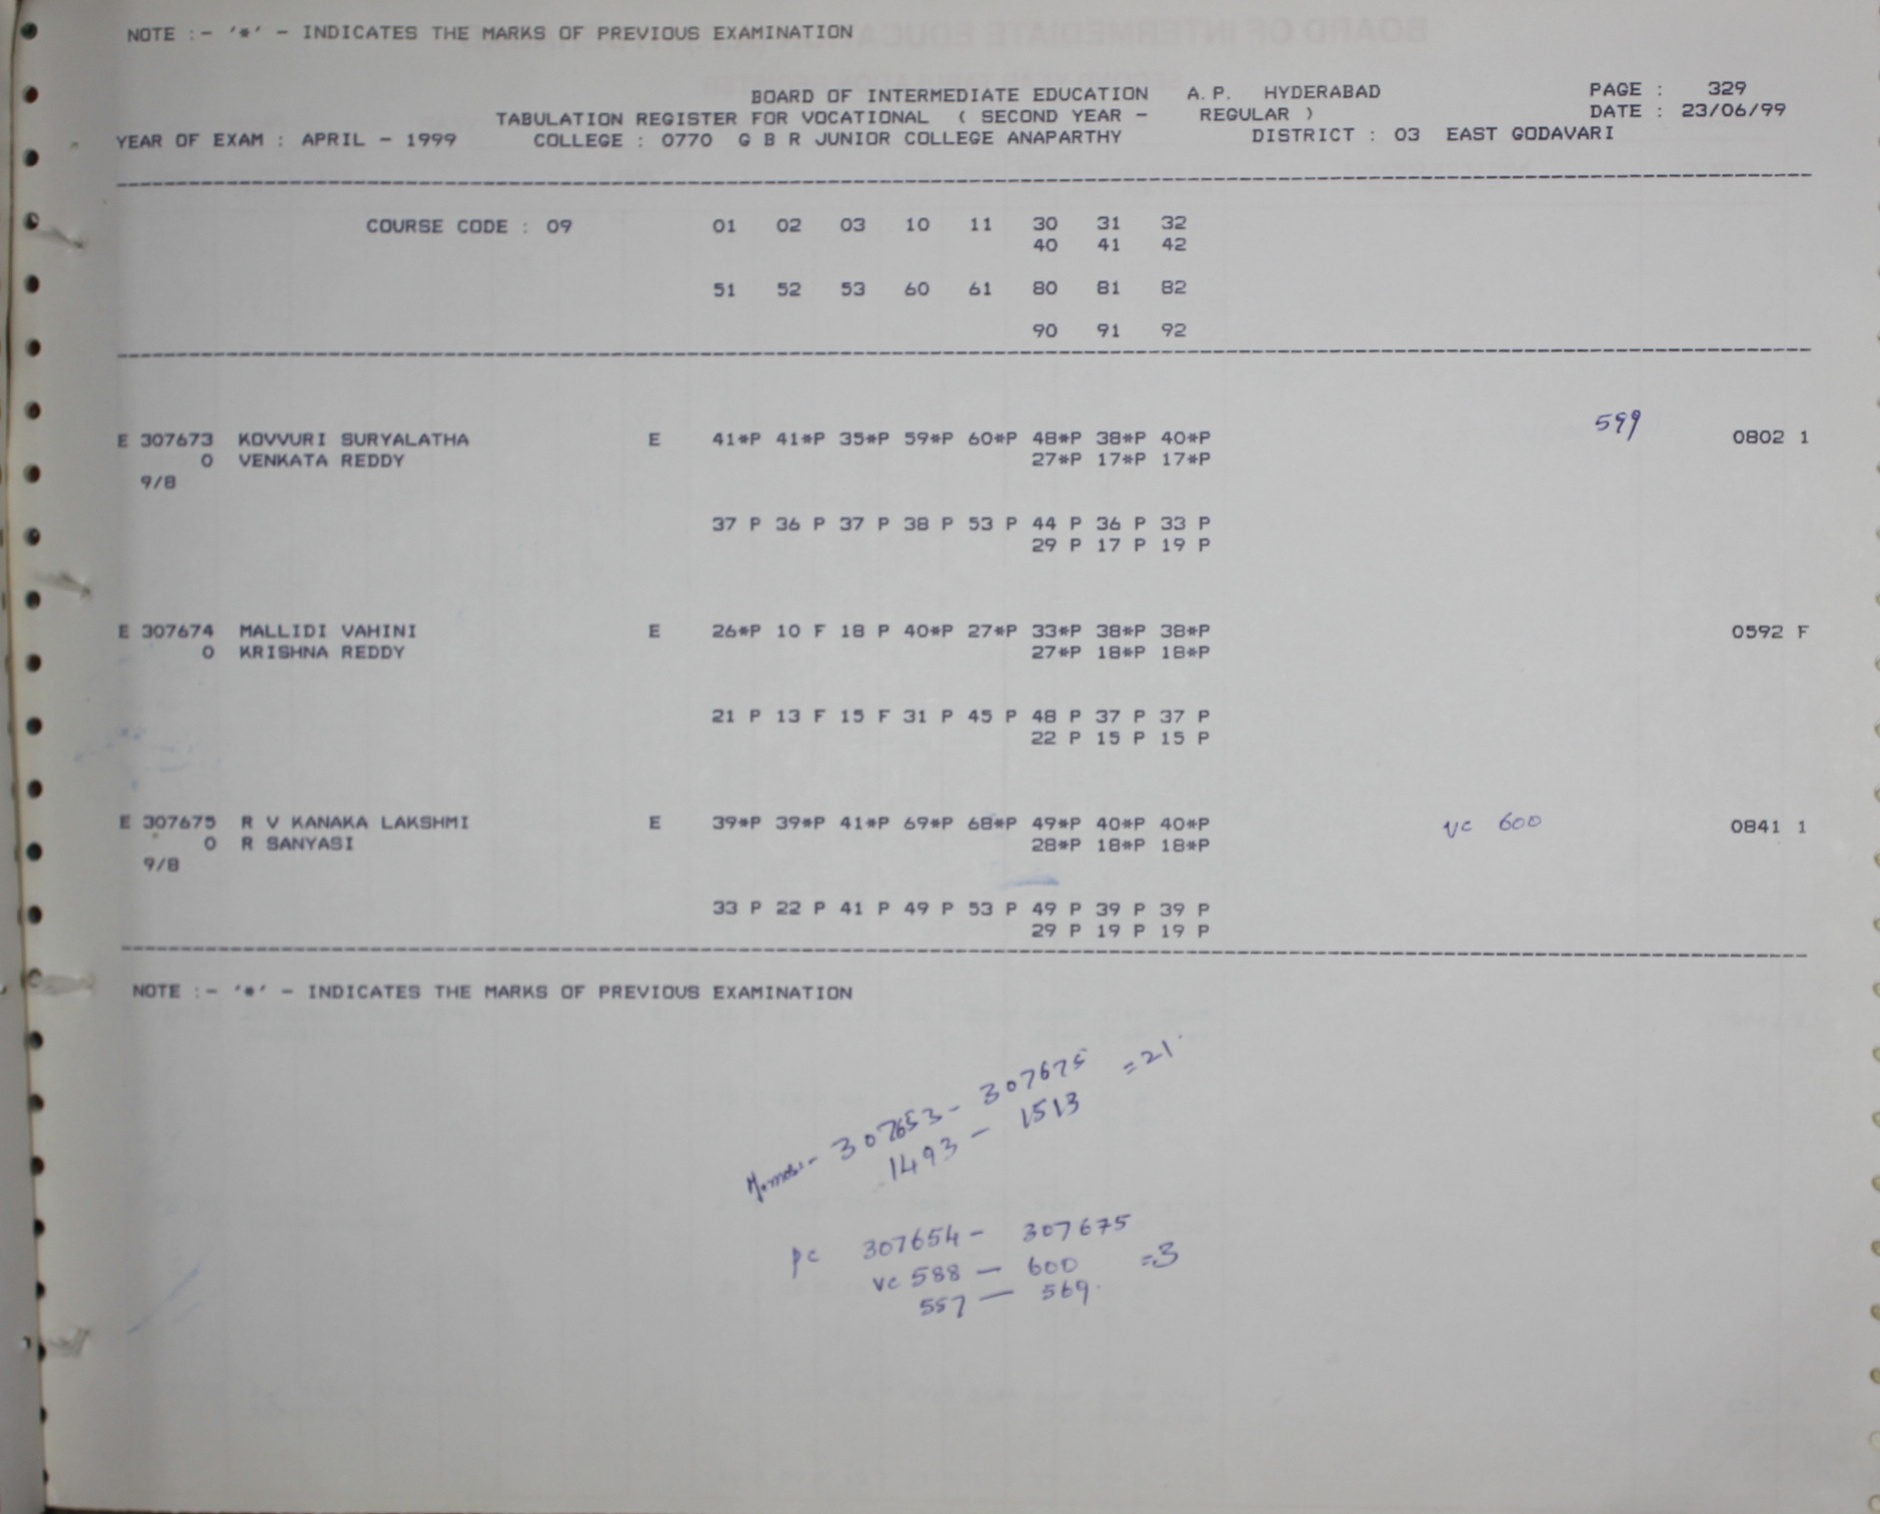 NOTE :- '*' - INDICATES THE MARKS OF PREVIOUS EXAMINATION
BOARD OF INTERMEDIATE EDUCATION A.P. HYDERABAD PAGE : 329
TABULATION REGISTER FOR VOCATIONAL ( SECOND YEAR - REGULAR ) DATE : 23/06/99
YEAR OF EXAM : APRIL - 1999 COLLEGE : 0770 G B R JUNIOR COLLEGE ANAPARTHY DISTRICT : 03 EAST GODAVARI
COURSE CODE : 09 01 02 03 10 11 30 31 32
40 41 42
51 52 53 60 61 80 81 82
90 91 92
599
E 307673 KOVVURI SURYALATHA E 41*P 41*P 35*P 59*P 60*P 48*P 38*P 40*P 0802 1
0 VENKATA REDDY 27*P 17*P 17*P
9/8
37 P 36 P 37 P 38 P 53 P 44 P 36 P 33 P
29 P 17 P 19 P
E 307674 MALLIDI VAHINI E 26*P 10 F 18 P 40*P 27*P 33*P 38*P 38*P 0592 F
0 KRISHNA REDDY 27*P 18*P 18*P
21 P 13 F 15 F 31 P 45 P 48 P 37 P 37 P
22 P 15 P 15 P
E 307675 R V KANAKA LAKSHMI E 39*P 39*P 41*P 69*P 68*P 49*P 40*P 40*P vc 600 0841 1
0 R SANYASI 28*P 18*P 18*P
9/8
33 P 22 P 41 P 49 P 53 P 49 P 39 P 39 P
29 P 19 P 19 P
NOTE :- '*' - INDICATES THE MARKS OF PREVIOUS EXAMINATION
307653 - 307675 = 21
1493 - 1513
pc 307654 - 307675
vc 588 - 600 =3
557 - 569